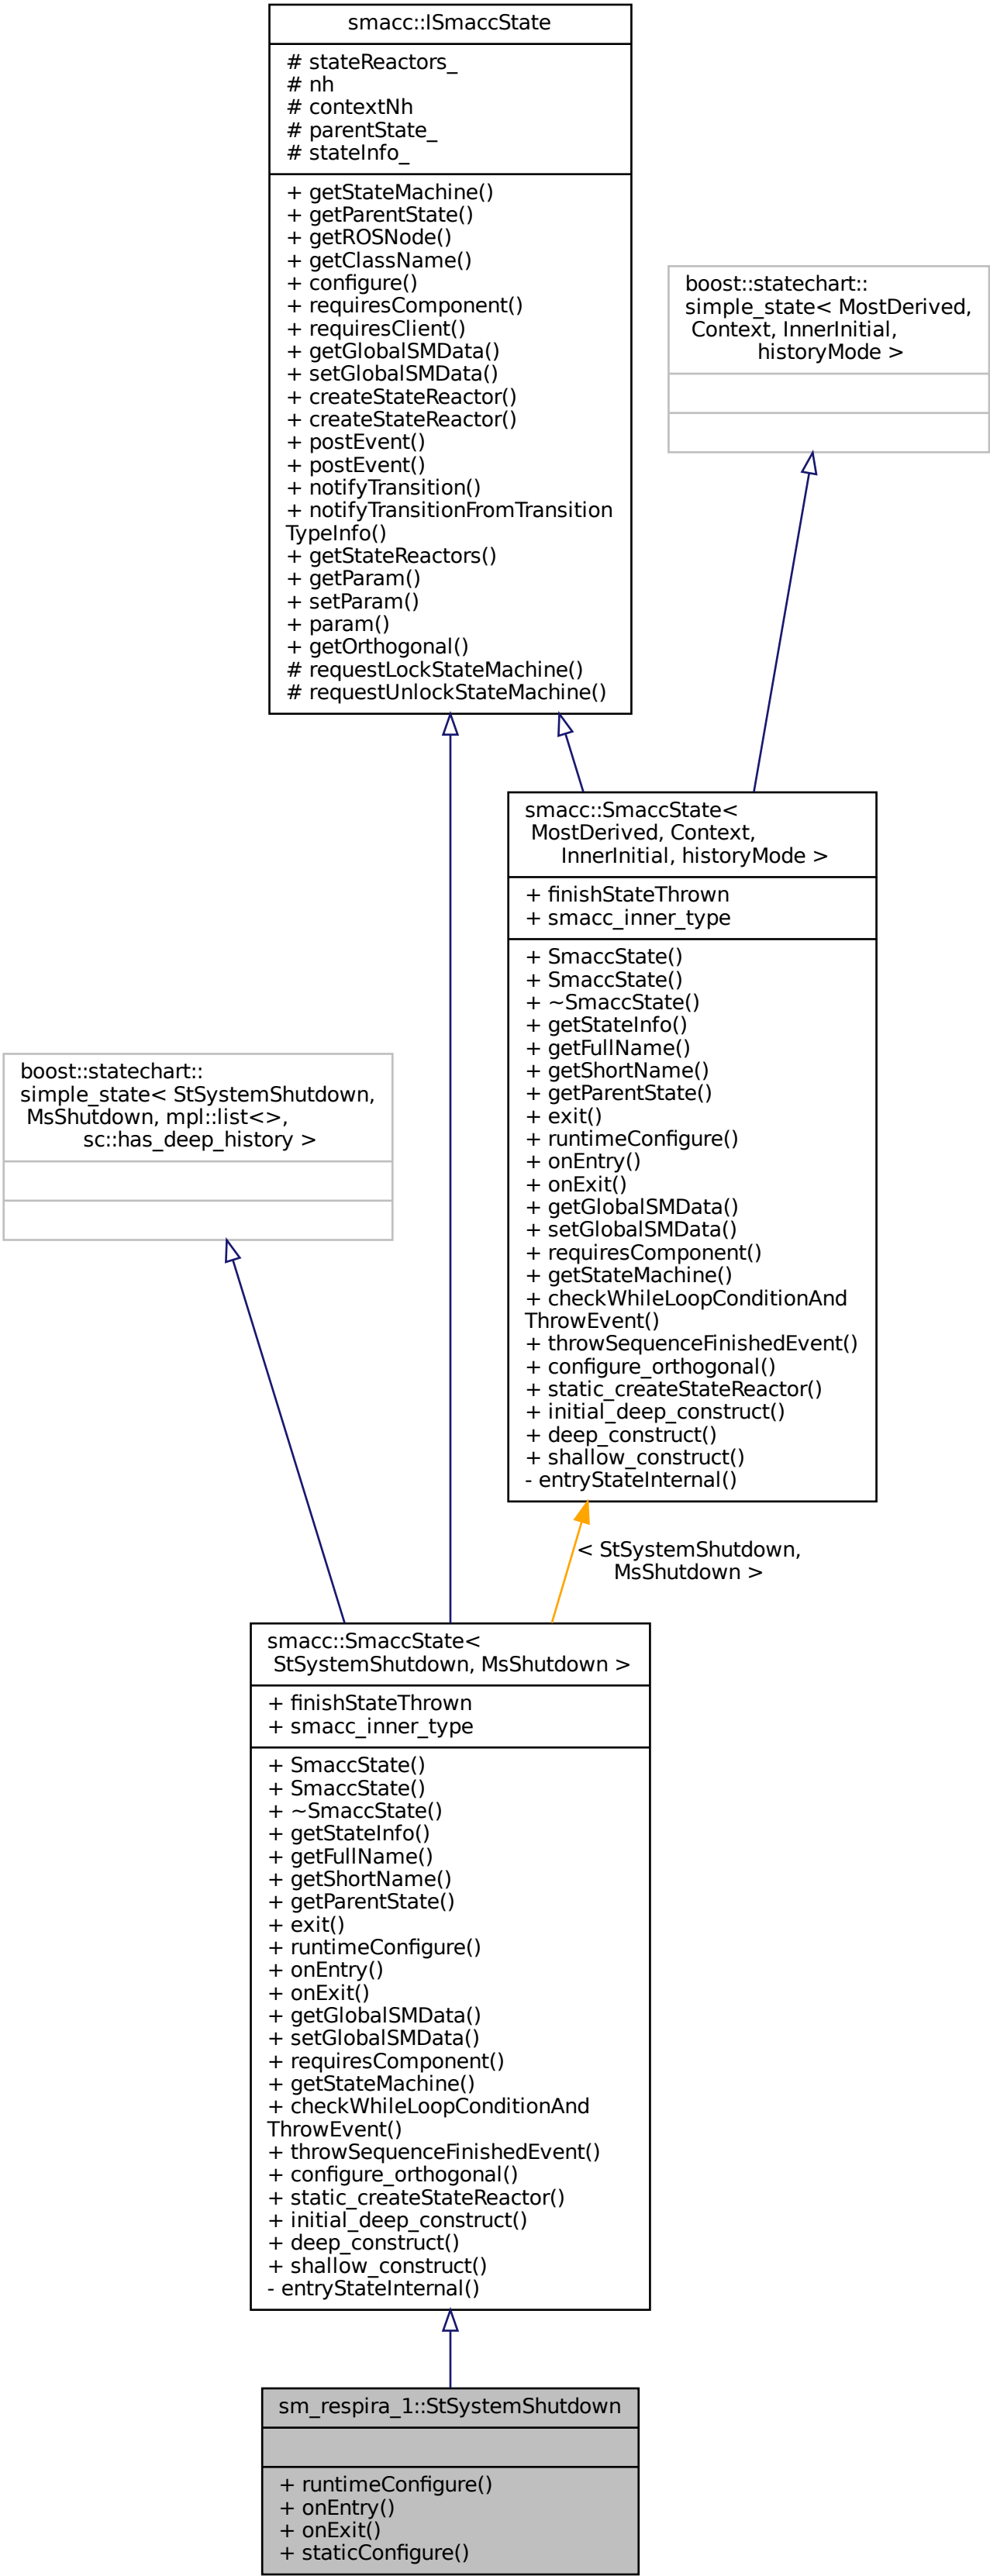 smacc::ISmaccState
# stateReactors_
# nh
# contextNh
# parentState_
# stateInfo_
+ getStateMachine()
+ getParentState()
+ getROSNode()
+ getClassName()
+ configure()
+ requiresComponent()
+ requiresClient()
+ getGlobalSMData()
+ setGlobalSMData()
+ createStateReactor()
+ createStateReactor()
+ postEvent()
+ postEvent()
+ notifyTransition()
+ notifyTransitionFromTransition
TypeInfo()
+ getStateReactors()
+ getParam()
+ setParam()
+ param()
+ getOrthogonal()
# requestLockStateMachine()
# requestUnlockStateMachine()
boost::statechart::
simple_state< MostDerived,
Context, InnerInitial,
historyMode >
smacc::SmaccState<
MostDerived, Context,
InnerInitial, historyMode >
+ finishStateThrown
+ smacc_inner_type
+ SmaccState()
+ SmaccState()
+ ~SmaccState()
+ getStateInfo()
+ getFullName()
+ getShortName()
+ getParentState()
+ exit()
+ runtimeConfigure()
+ onEntry()
+ onExit()
+ getGlobalSMData()
+ setGlobalSMData()
+ requiresComponent()
+ getStateMachine()
+ checkWhileLoopConditionAnd
ThrowEvent()
+ throwSequenceFinishedEvent()
+ configure_orthogonal()
+ static_createStateReactor()
+ initial_deep_construct()
+ deep_construct()
+ shallow_construct()
- entryStateInternal()
boost::statechart::
simple_state< StSystemShutdown,
MsShutdown, mpl::list<>,
sc::has_deep_history >
< StSystemShutdown,
MsShutdown >
smacc::SmaccState<
StSystemShutdown, MsShutdown >
+ finishStateThrown
+ smacc_inner_type
+ SmaccState()
+ SmaccState()
+ ~SmaccState()
+ getStateInfo()
+ getFullName()
+ getShortName()
+ getParentState()
+ exit()
+ runtimeConfigure()
+ onEntry()
+ onExit()
+ getGlobalSMData()
+ setGlobalSMData()
+ requiresComponent()
+ getStateMachine()
+ checkWhileLoopConditionAnd
ThrowEvent()
+ throwSequenceFinishedEvent()
+ configure_orthogonal()
+ static_createStateReactor()
+ initial_deep_construct()
+ deep_construct()
+ shallow_construct()
- entryStateInternal()
sm_respira_1::StSystemShutdown
+ runtimeConfigure()
+ onEntry()
+ onExit()
+ staticConfigure()